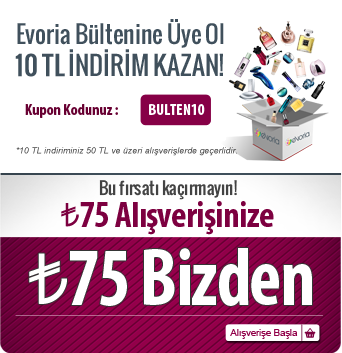 Evoria Bültenine Üye Ol
10 TL İNDİRİM KAZAN!
Kupon Kodunuz : BULTEN10
evoria
*10 TL indiriminiz 50 TL ve üzeri alışverişlerde geçerlidir.
Bu fırsatı kaçırmayın!
₺75 Alışverişinize
₺75 Bizden
Alışverişe Başla